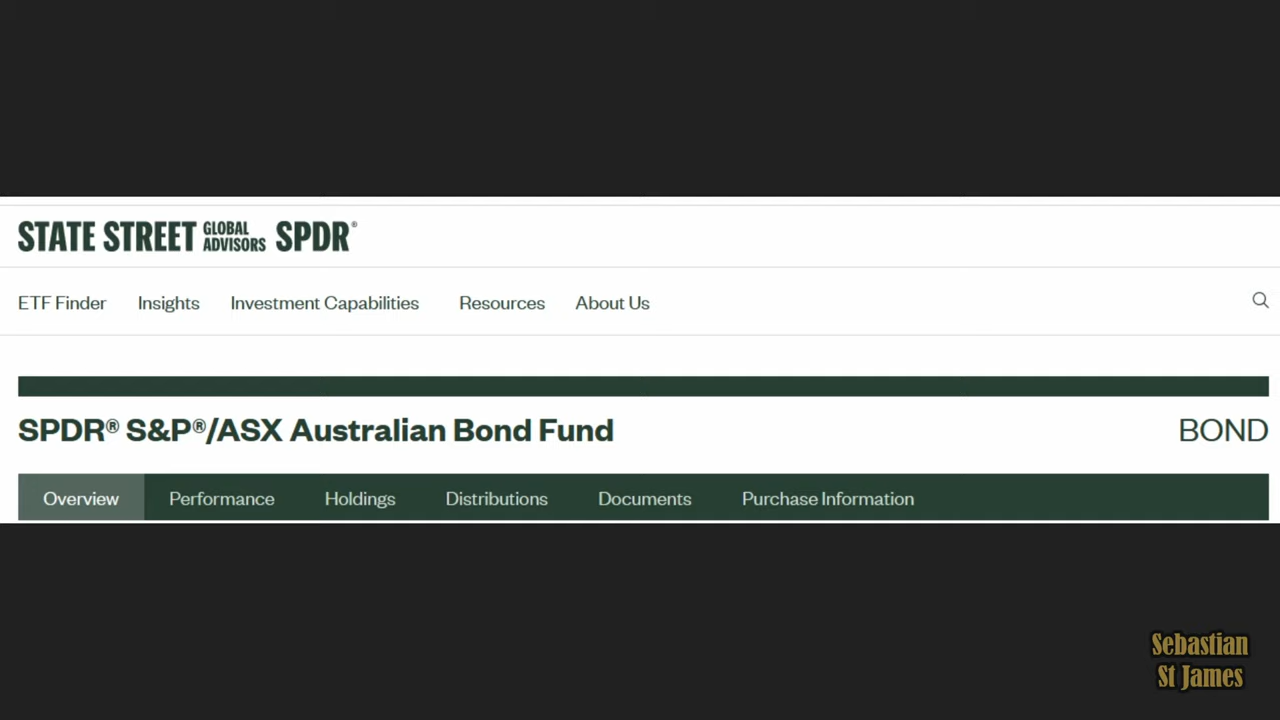 STATE STREET GLOBAL ADVISORS SPDR®
ETF Finder Insights Investment Capabilities Resources About Us
SPDR® S&P®/ASX Australian Bond Fund BOND
Overview Performance Holdings Distributions Documents Purchase Information
Sebastian
St James